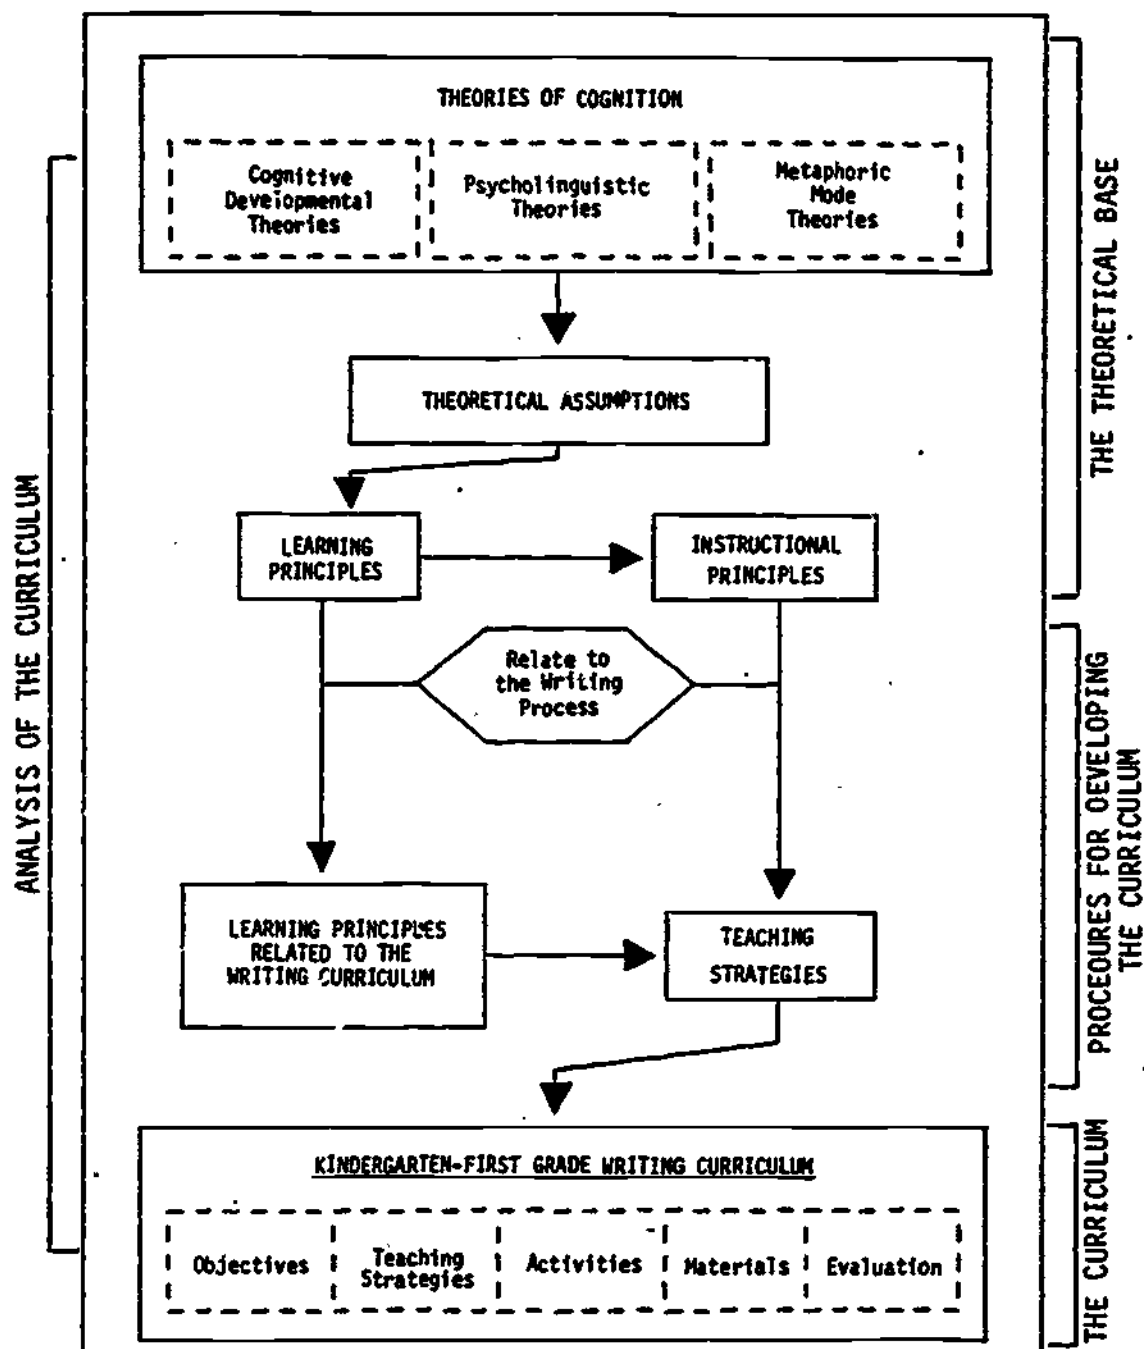 THEORIES OF COGNITION
Cognitive
Developmental
Theories
Psycholinguistic
Theories
Metaphoric
Mode
Theories
THEORETICAL ASSUMPTIONS
LEARNING
PRINCIPLES
INSTRUCTIONAL
PRINCIPLES
Relate to
the Writing
Process
LEARNING PRINCIPLES
RELATED TO THE
WRITING CURRICULUM
TEACHING
STRATEGIES
KINDERGARTEN-FIRST GRADE WRITING CURRICULUM
Objectives
Teaching
Strategies
Activities
Materials
Evaluation
ANALYSIS OF THE CURRICULUM
THE THEORETICAL BASE
PROCEDURES FOR DEVELOPING
THE CURRICULUM
THE CURRICULUM